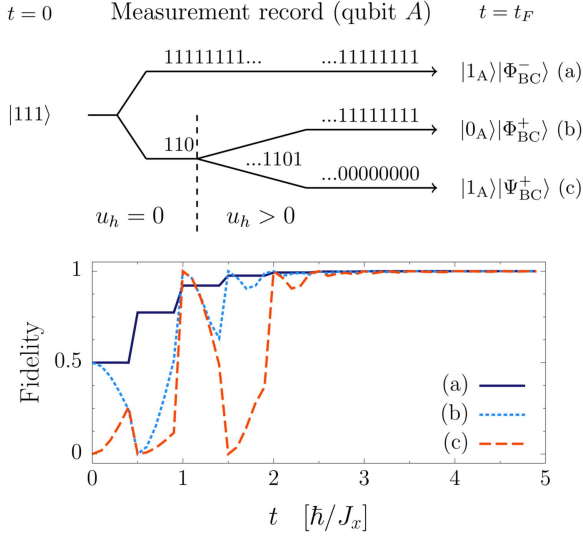 t = 0 Measurement record (qubit A) t = t_F
11111111... ...11111111 |1_A⟩|Φ⁻_BC⟩ (a)
|111⟩ ...11111111 |0_A⟩|Φ⁺_BC⟩ (b)
110 ...1101
...00000000 |1_A⟩|Ψ⁺_BC⟩ (c)
u_h = 0 u_h > 0
1
0.5
0
Fidelity
(a)
(b)
(c)
0 1 2 3 4 5
t [ħ/J_x]